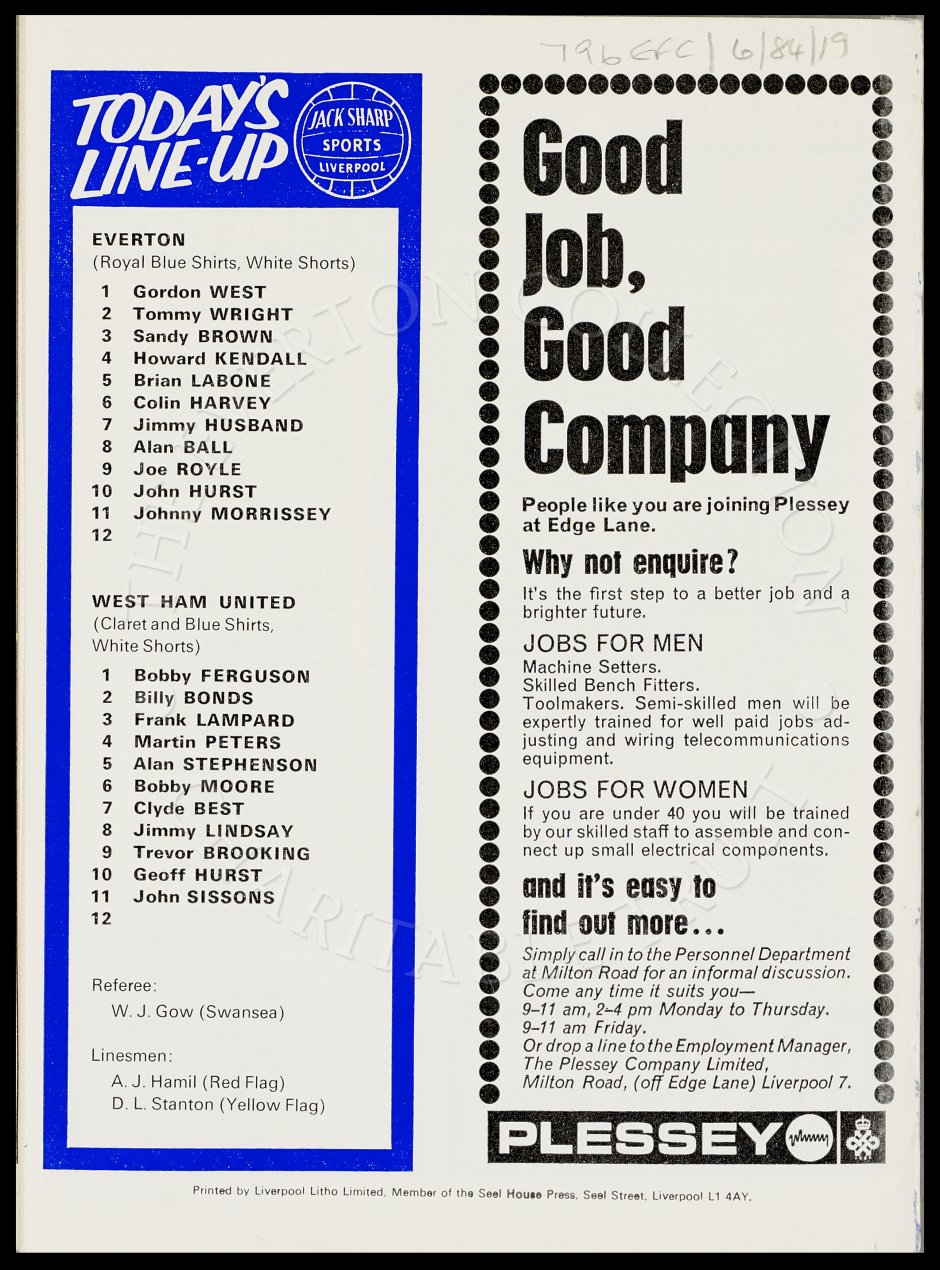 796 EFC/6/84/19
TODAY'S
LINE-UP
JACK SHARP
SPORTS
LIVERPOOL
EVERTON
(Royal Blue Shirts, White Shorts)
1 Gordon WEST
2 Tommy WRIGHT
3 Sandy BROWN
4 Howard KENDALL
5 Brian LABONE
6 Colin HARVEY
7 Jimmy HUSBAND
8 Alan BALL
9 Joe ROYLE
10 John HURST
11 Johnny MORRISSEY
12
WEST HAM UNITED
(Claret and Blue Shirts,
White Shorts)
1 Bobby FERGUSON
2 Billy BONDS
3 Frank LAMPARD
4 Martin PETERS
5 Alan STEPHENSON
6 Bobby MOORE
7 Clyde BEST
8 Jimmy LINDSAY
9 Trevor BROOKING
10 Geoff HURST
11 John SISSONS
12
Referee:
W. J. Gow (Swansea)
Linesmen:
A. J. Hamil (Red Flag)
D. L. Stanton (Yellow Flag)
Good
Job,
Good
Company
People like you are joining Plessey
at Edge Lane.
Why not enquire?
It's the first step to a better job and a
brighter future.
JOBS FOR MEN
Machine Setters.
Skilled Bench Fitters.
Toolmakers. Semi-skilled men will be
expertly trained for well paid jobs ad-
justing and wiring telecommunications
equipment.
JOBS FOR WOMEN
If you are under 40 you will be trained
by our skilled staff to assemble and con-
nect up small electrical components.
and it's easy to
find out more...
Simply call in to the Personnel Department
at Milton Road for an informal discussion.
Come any time it suits you—
9–11 am, 2–4 pm Monday to Thursday.
9–11 am Friday.
Or drop a line to the Employment Manager,
The Plessey Company Limited,
Milton Road, (off Edge Lane) Liverpool 7.
PLESSEY
Printed by Liverpool Litho Limited, Member of the Seel House Press, Seel Street, Liverpool L1 4AY.
THE EVERTON COLLECTION CHARITABLE TRUST